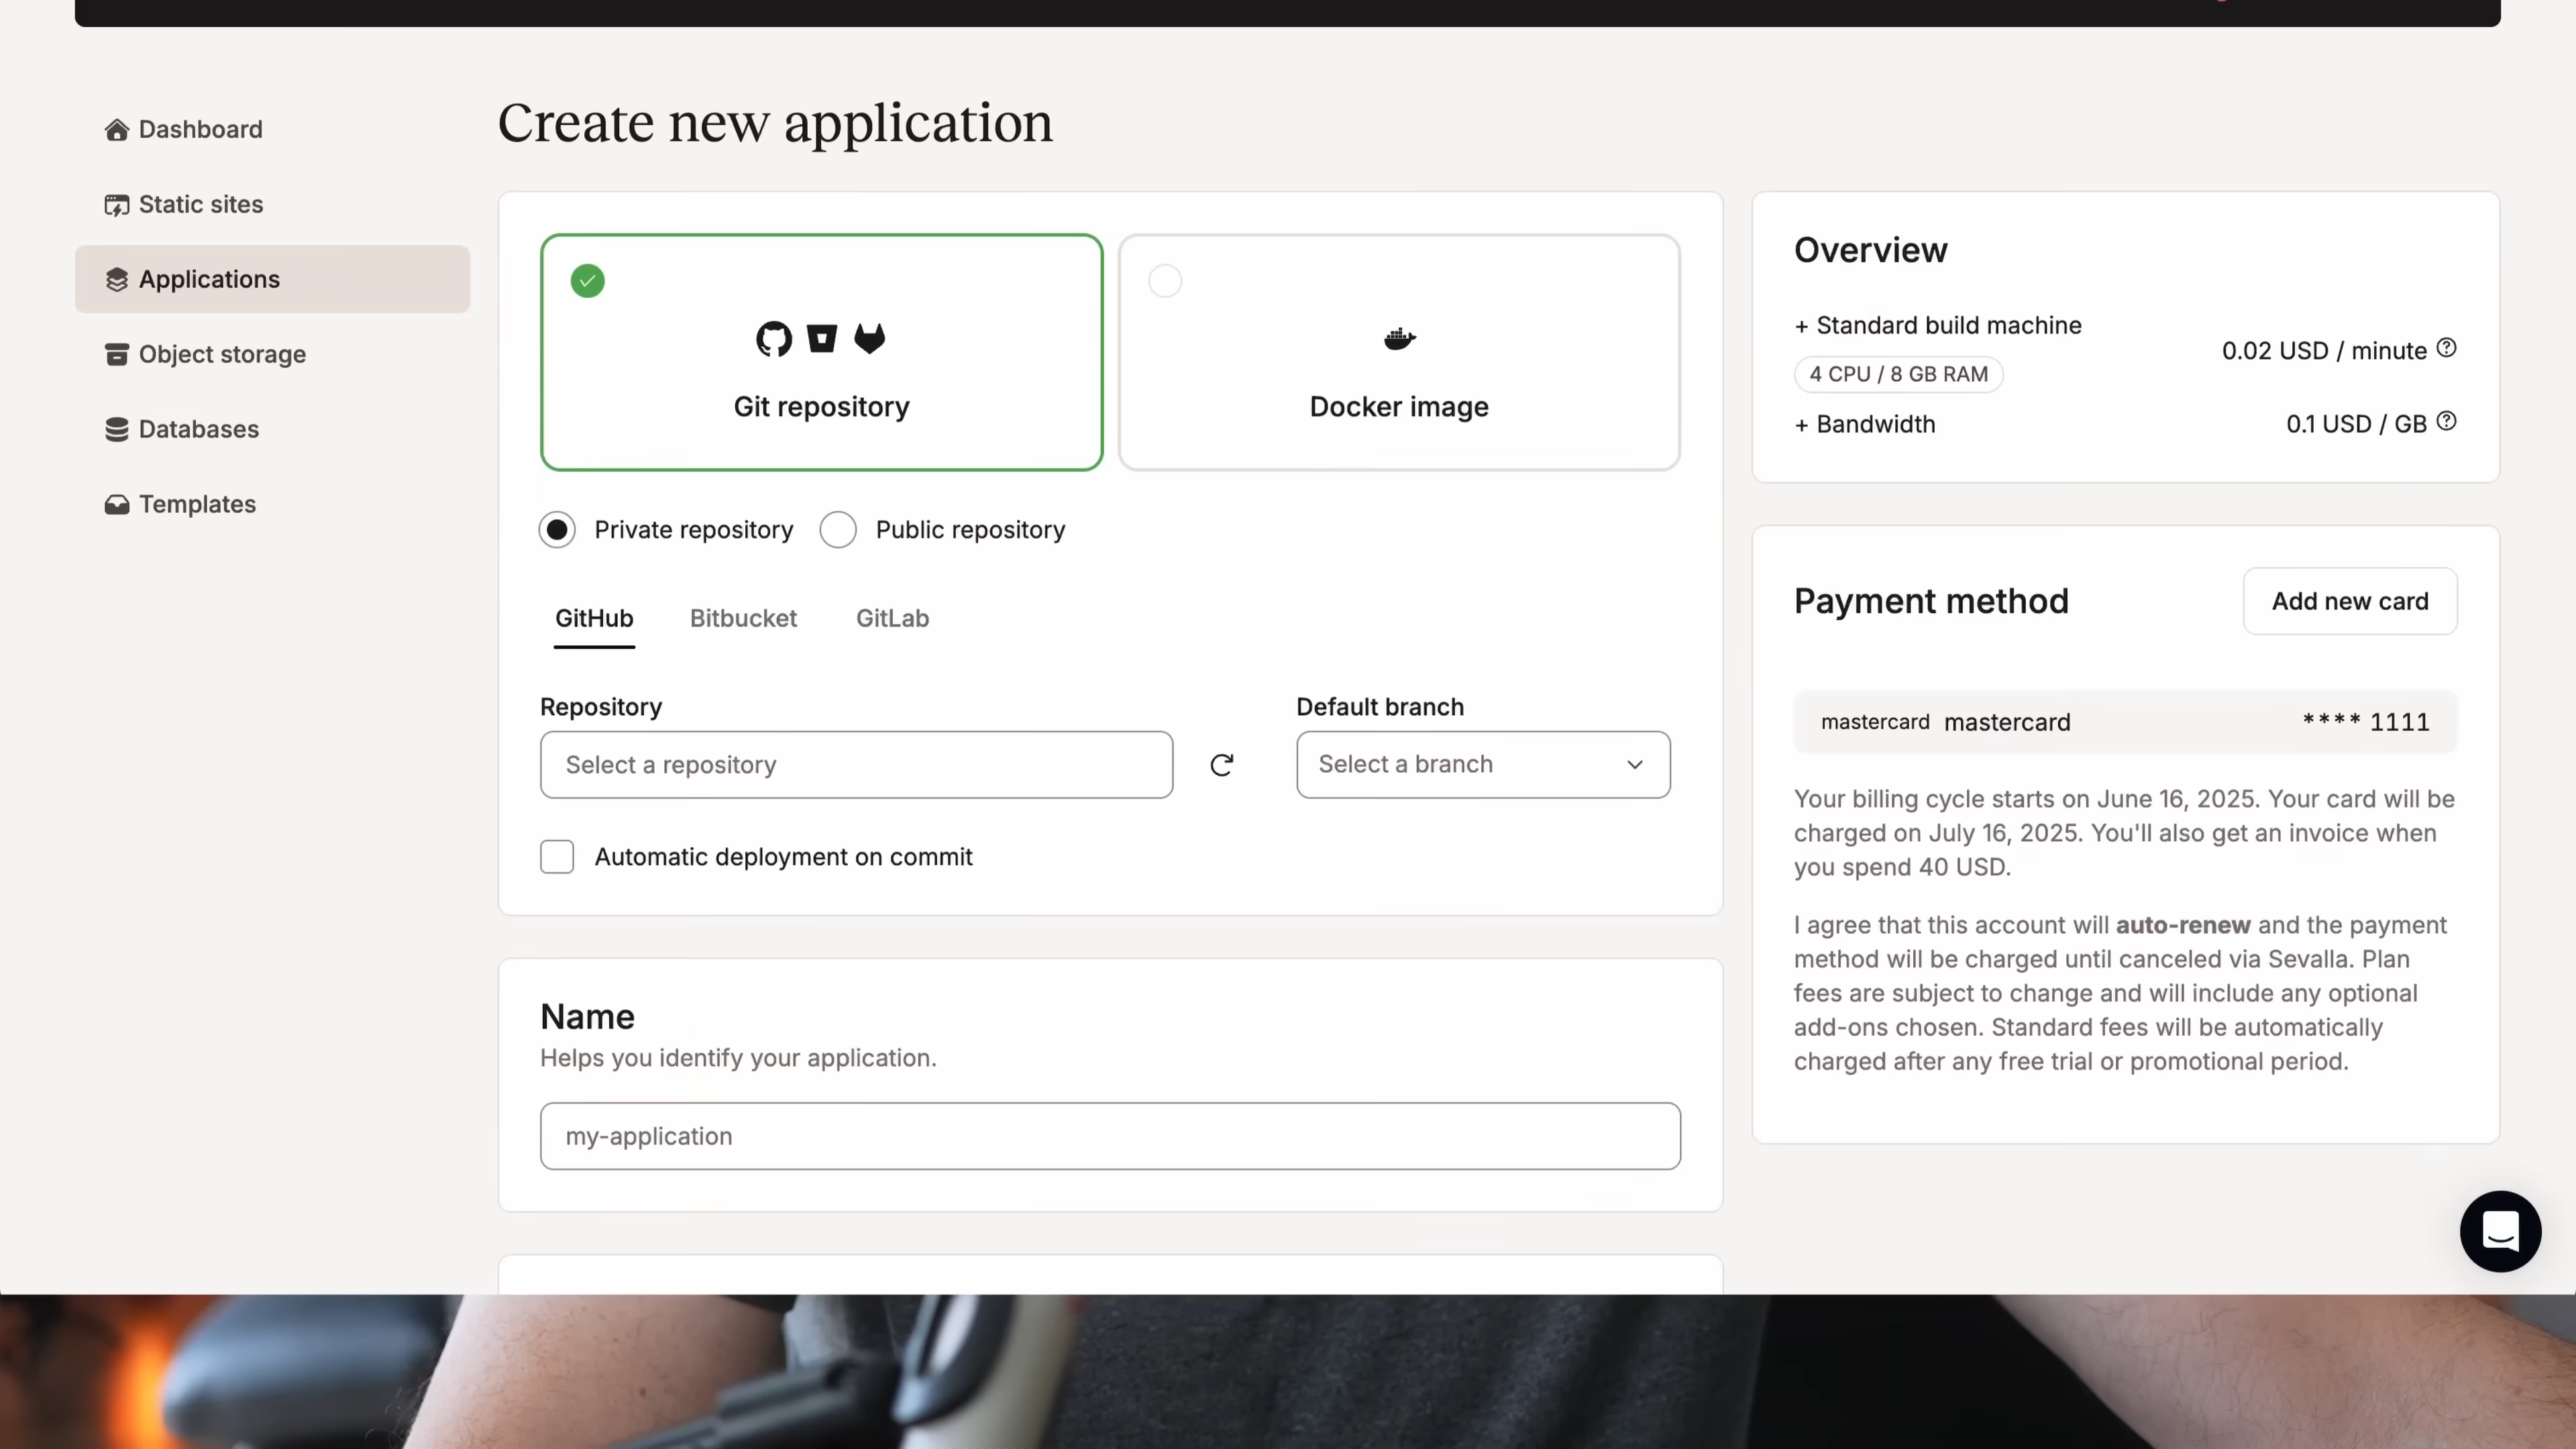 Dashboard
Static sites
Applications
Object storage
Databases
Templates
Create new application
Git repository
Docker image
Private repository
Public repository
GitHub
Bitbucket
GitLab
Repository
Default branch
Select a repository
Select a branch
Automatic deployment on commit
Name
Helps you identify your application.
my-application
Overview
+ Standard build machine
4 CPU / 8 GB RAM
0.02 USD / minute
+ Bandwidth
0.1 USD / GB
Payment method
Add new card
mastercard mastercard
**** 1111
Your billing cycle starts on June 16, 2025. Your card will be
charged on July 16, 2025. You'll also get an invoice when
you spend 40 USD.
I agree that this account will auto-renew and the payment
method will be charged until canceled via Sevalla. Plan
fees are subject to change and will include any optional
add-ons chosen. Standard fees will be automatically
charged after any free trial or promotional period.